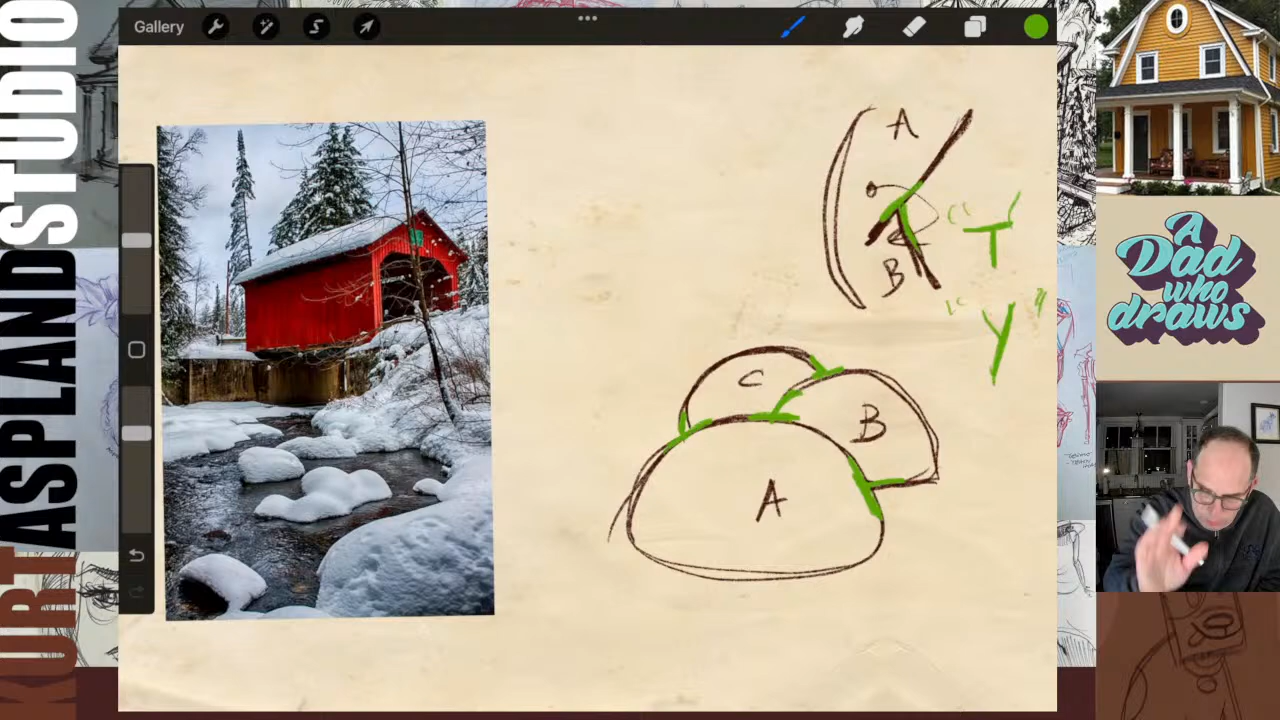 KURT ASPLAND STUDIO
Gallery
A
B
"T
"Y"
C
B
A
A
Dad
who
draws